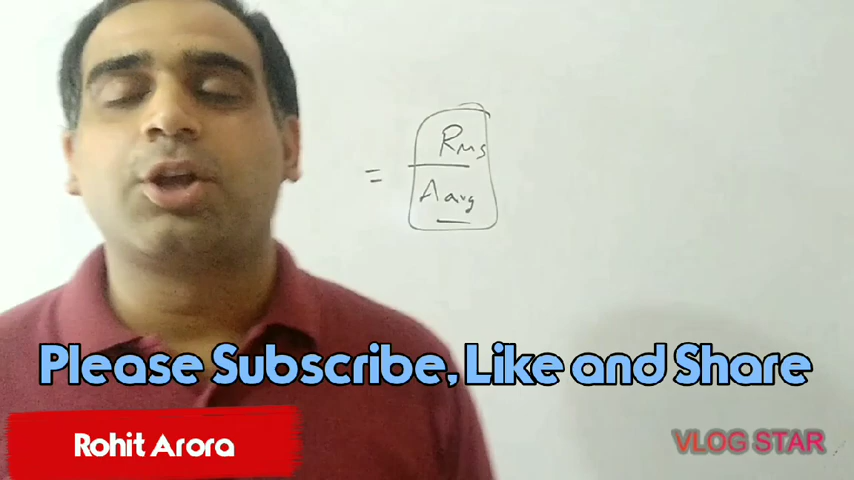 Rms
=
Aavg
Please Subscribe, Like and Share
Rohit Arora
VLOG STAR